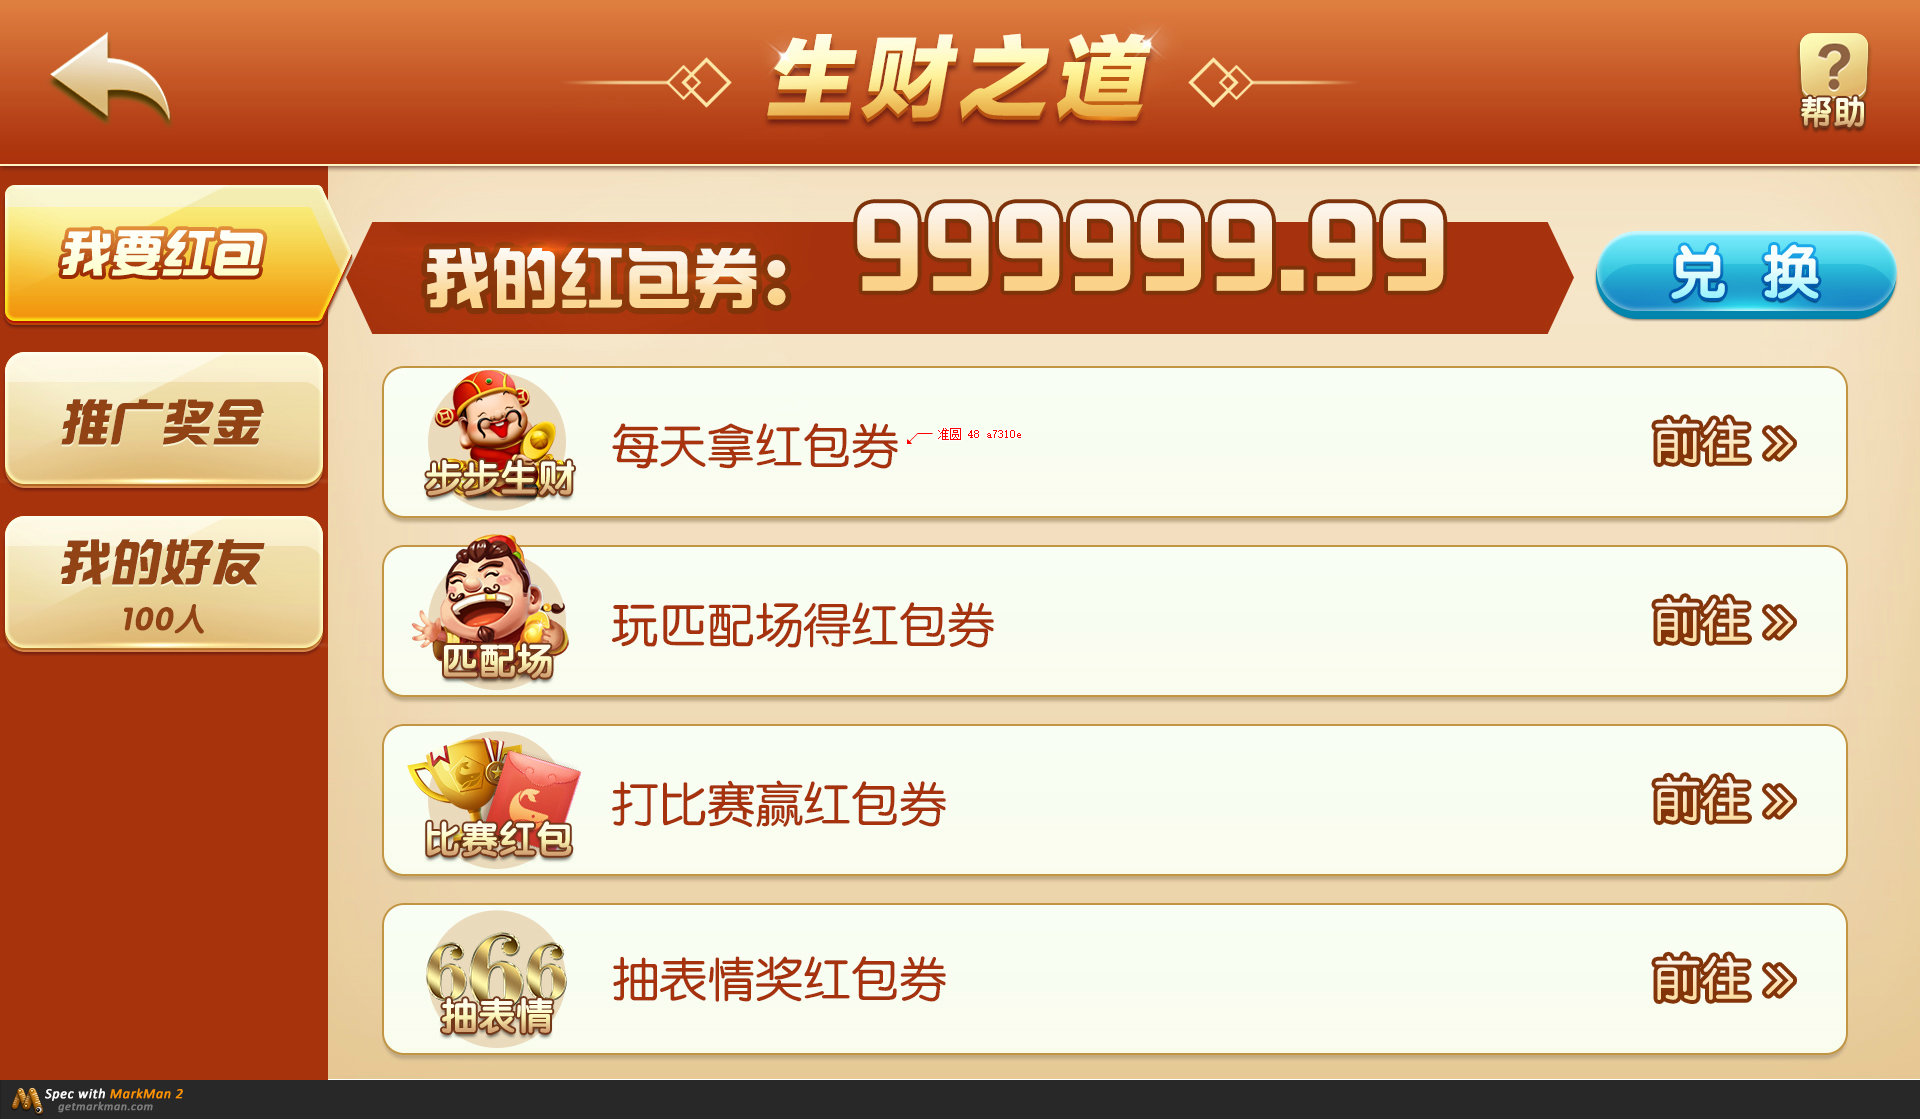 生财之道
帮助
我要红包
推广奖金
我的好友
100人
我的红包券：
999999.99
兑 换
步步生财
每天拿红包券
准圆 48 a7310e
前往
匹配场
玩匹配场得红包券
前往
比赛红包
打比赛赢红包券
前往
666
抽表情
抽表情奖红包券
前往
Spec with MarkMan 2
getmarkman.com